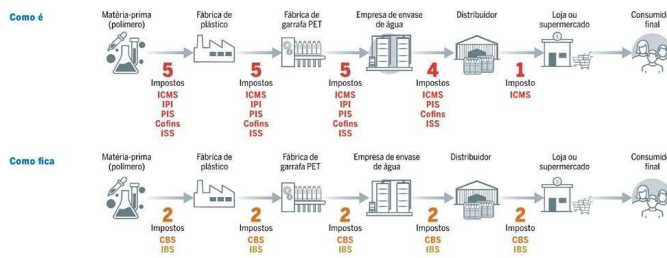 Como é
Matéria-prima
(polímero)
Fábrica de
plástico
Fábrica de
garrafa PET
Empresa de envase
de água
Distribuidor
Loja ou
supermercado
Consumid
final
5
Impostos
ICMS
IPI
PIS
Cofins
ISS
5
Impostos
ICMS
IPI
PIS
Cofins
ISS
5
Impostos
ICMS
IPI
PIS
Cofins
ISS
4
Impostos
ICMS
PIS
Cofins
ISS
1
Imposto
ICMS
Como fica
Matéria-prima
(polímero)
Fábrica de
plástico
Fábrica de
garrafa PET
Empresa de envase
de água
Distribuidor
Loja ou
supermercado
Consumid
final
2
Impostos
CBS
IBS
2
Impostos
CBS
IBS
2
Impostos
CBS
IBS
2
Impostos
CBS
IBS
2
Impostos
CBS
IBS